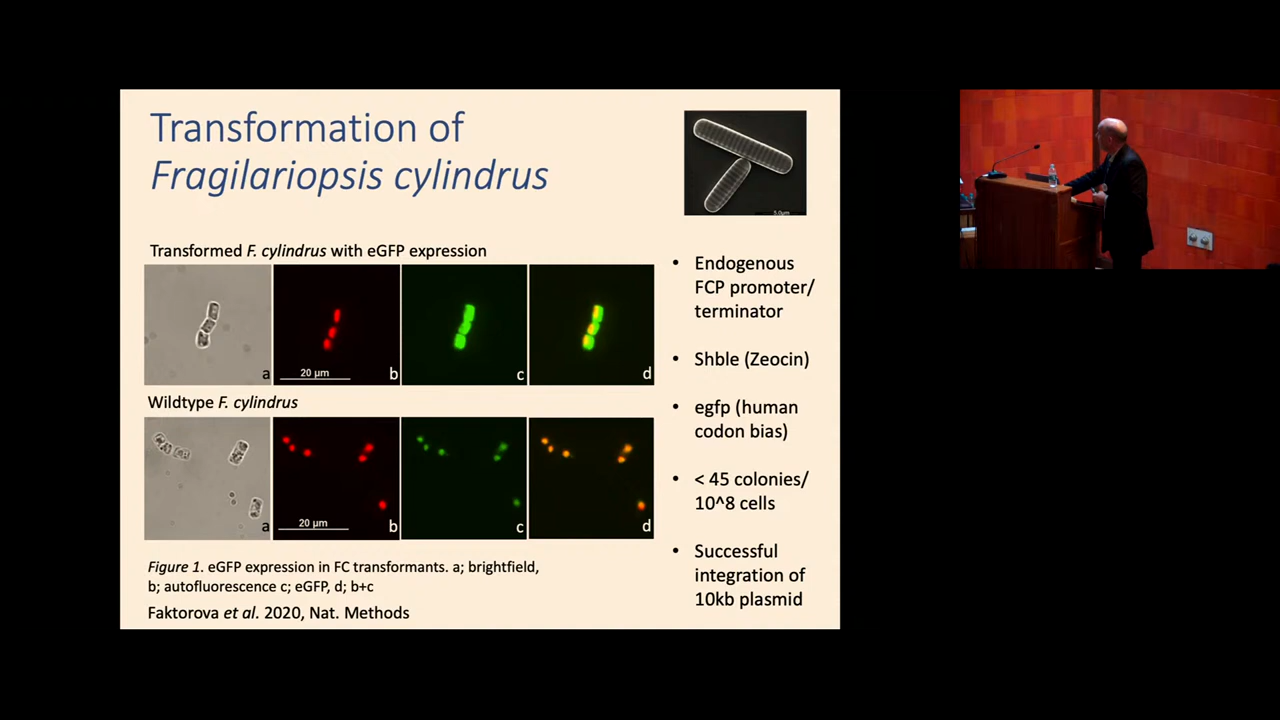 Transformation of
Fragilariopsis cylindrus
5.0µm
Transformed F. cylindrus with eGFP expression
a
20 µm
b
c
d
Wildtype F. cylindrus
a
20 µm
b
c
d
Figure 1. eGFP expression in FC transformants. a; brightfield,
b; autofluorescence c; eGFP, d; b+c
Faktorova et al. 2020, Nat. Methods
• Endogenous
FCP promoter/
terminator
• Shble (Zeocin)
• egfp (human
codon bias)
• < 45 colonies/
10^8 cells
• Successful
integration of
10kb plasmid